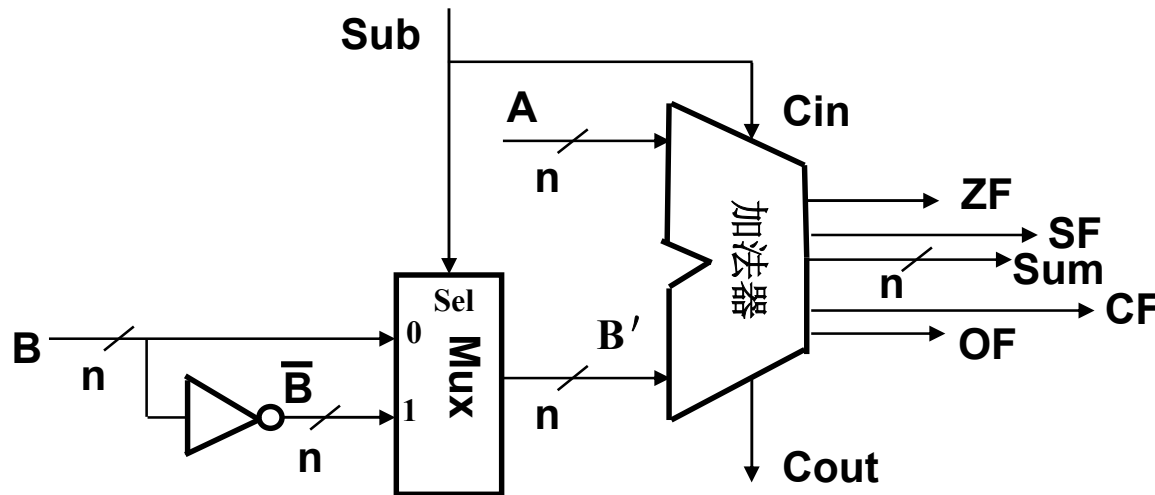 Sub
A
n
Cin
加法器
ZF
SF
n
Sum
CF
OF
Sel
0
Mux
1
B
n
B̅
n
B′
n
Cout